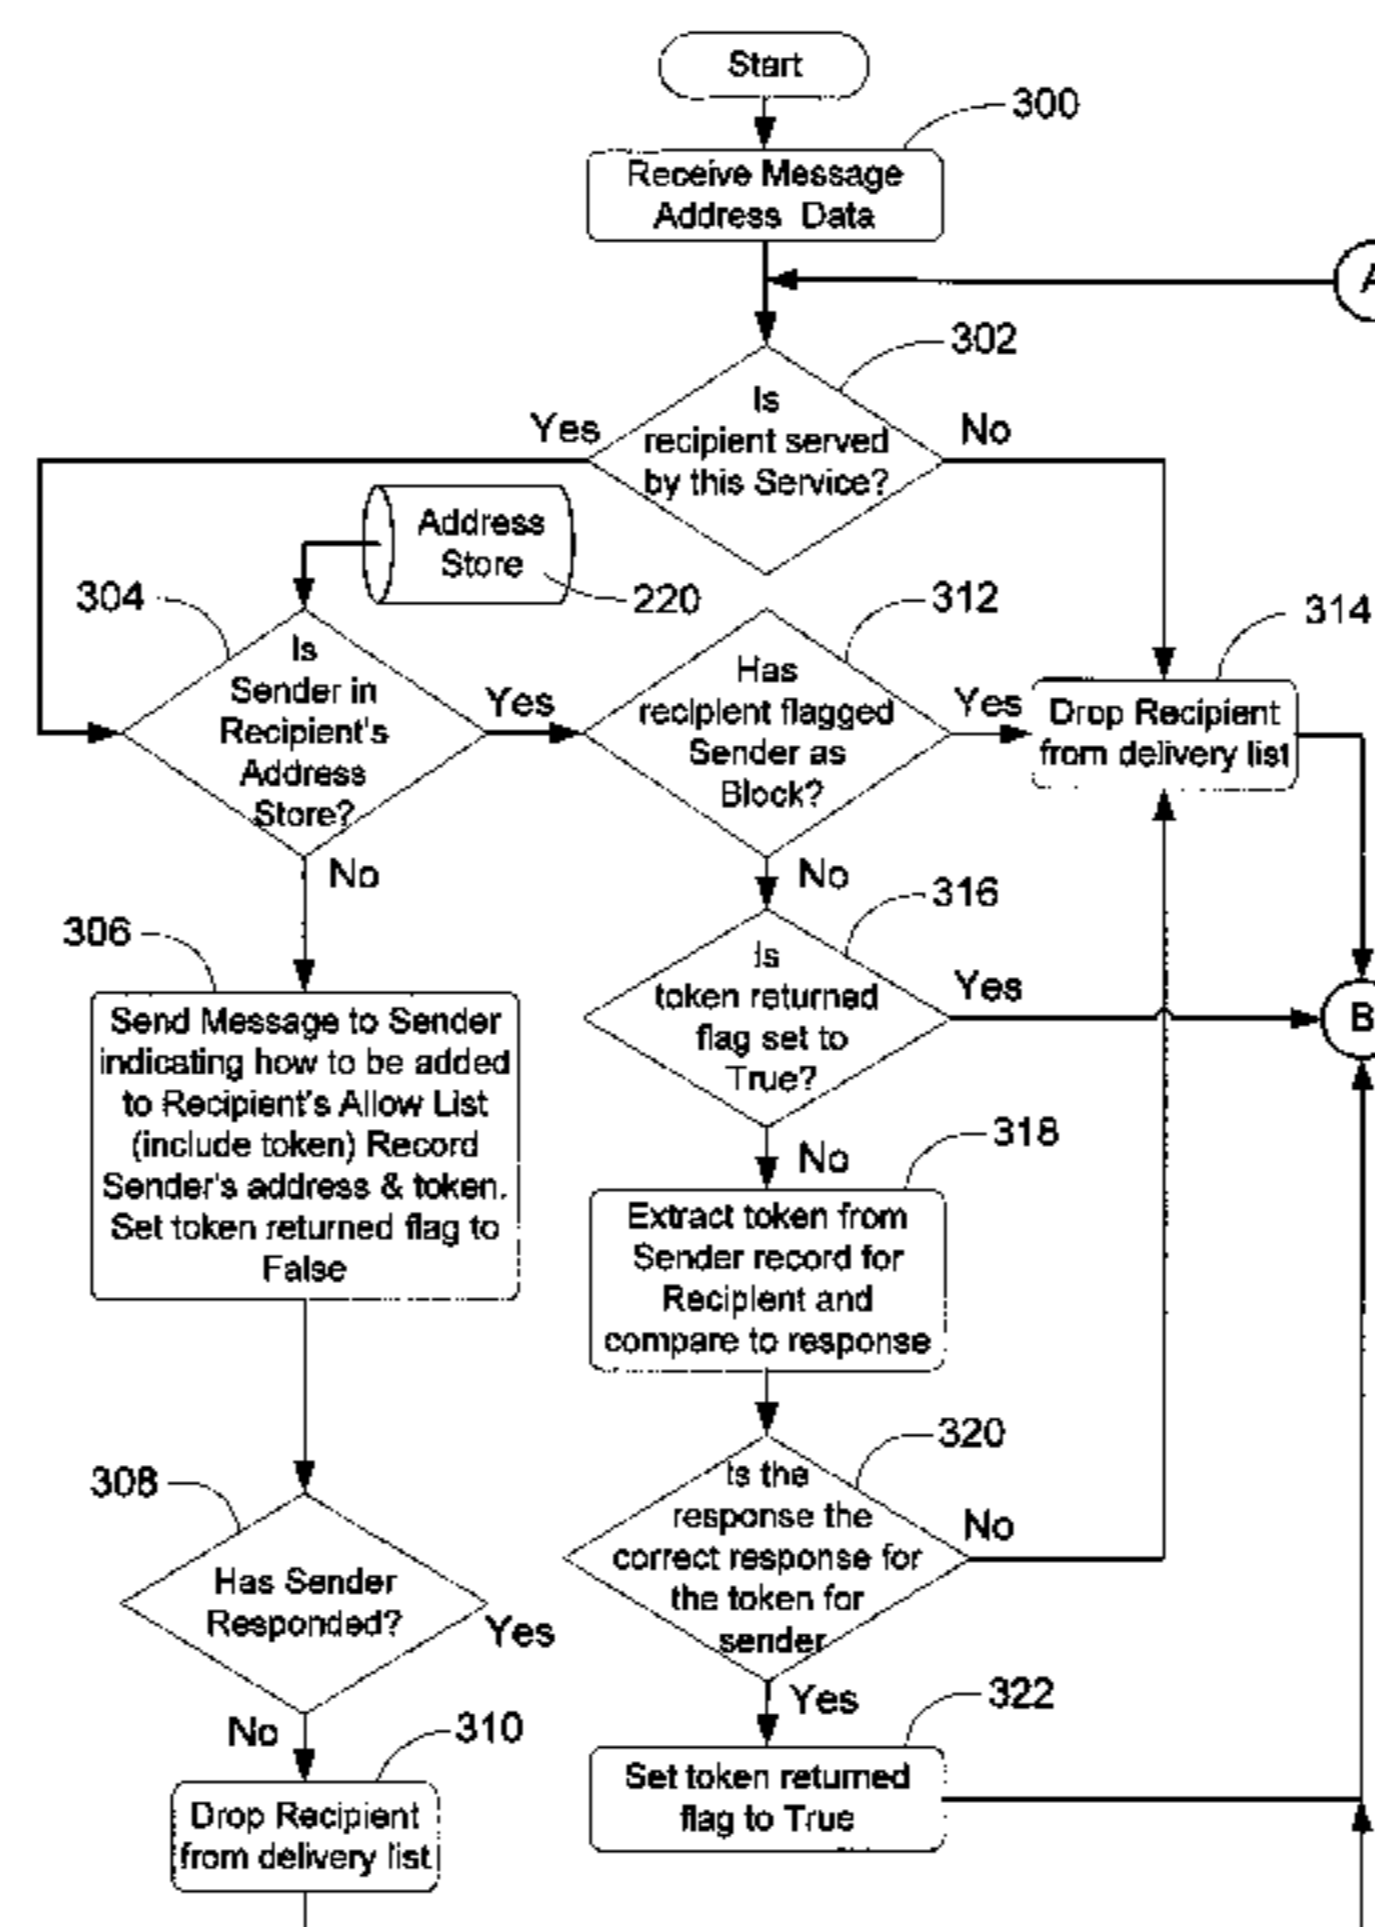 Start
300
Receive Message
Address Data
A
302
Is
recipient served
by this Service?
Yes
No
Address
Store
220
304
Is
Sender in
Recipient's
Address
Store?
Yes
No
312
Has
recipient flagged
Sender as
Block?
Yes
No
314
Drop Recipient
from delivery list
316
Is
token returned
flag set to
True?
Yes
No
B
306
Send Message to Sender
indicating how to be added
to Recipient's Allow List
(include token) Record
Sender's address & token.
Set token returned flag to
False
318
Extract token from
Sender record for
Recipient and
compare to response
320
Is the
response the
correct response for
the token for
sender
No
Yes
308
Has Sender
Responded?
Yes
No
310
Drop Recipient
from delivery list
322
Set token returned
flag to True